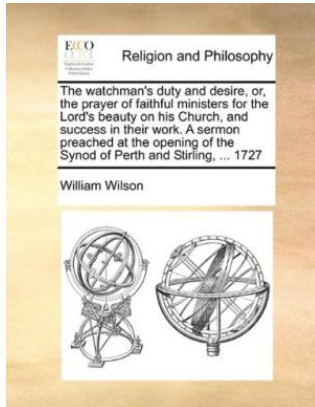 ECCO
Religion and Philosophy
The watchman's duty and desire, or,
the prayer of faithful ministers for the
Lord's beauty on his Church, and
success in their work. A sermon
preached at the opening of the
Synod of Perth and Stirling, ... 1727
William Wilson